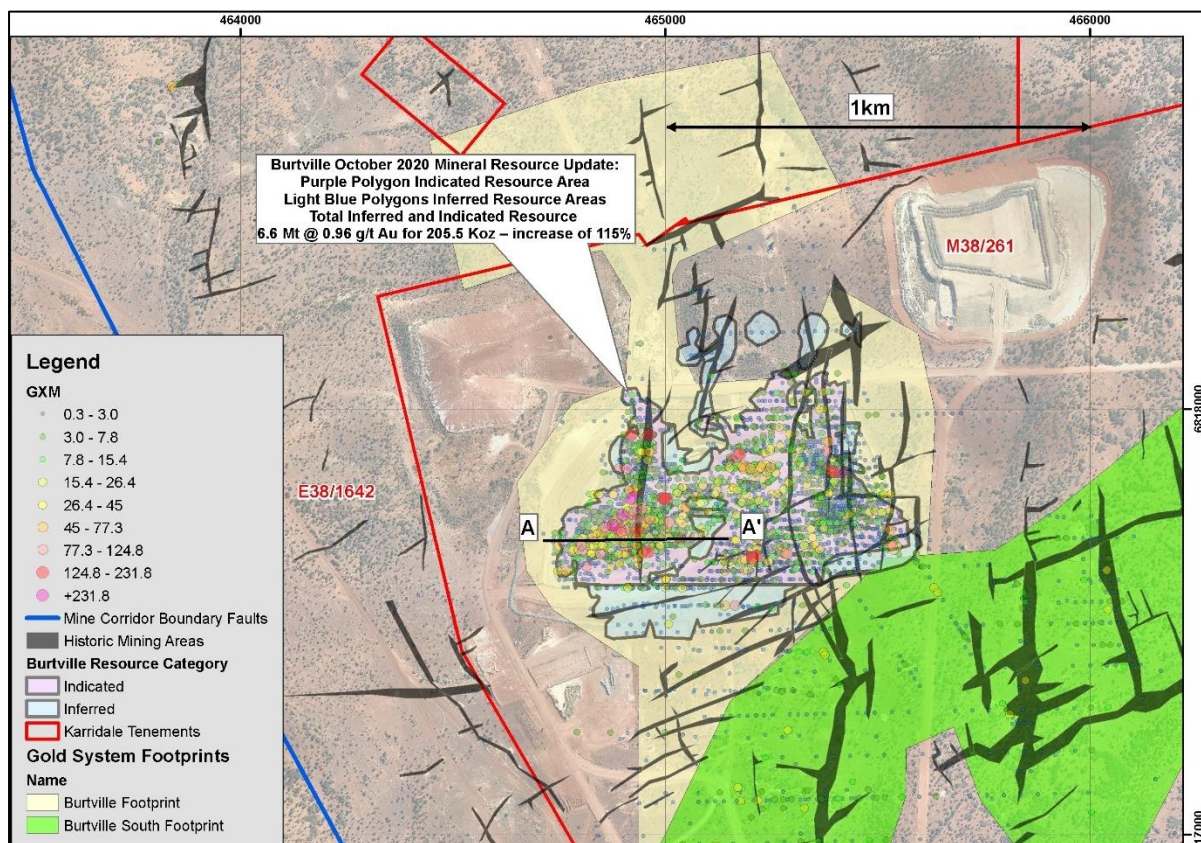 464000
465000
466000
1km
Burtville October 2020 Mineral Resource Update:
Purple Polygon Indicated Resource Area
Light Blue Polygons Inferred Resource Areas
Total Inferred and Indicated Resource
6.6 Mt @ 0.96 g/t Au for 205.5 Koz – increase of 115%
M38/261
6818000
E38/1642
A
A'
Legend
GXM
0.3 - 3.0
3.0 - 7.8
7.8 - 15.4
15.4 - 26.4
26.4 - 45
45 - 77.3
77.3 - 124.8
124.8 - 231.8
+231.8
Mine Corridor Boundary Faults
Historic Mining Areas
Burtville Resource Category
Indicated
Inferred
Karridale Tenements
Gold System Footprints
Name
Burtville Footprint
Burtville South Footprint